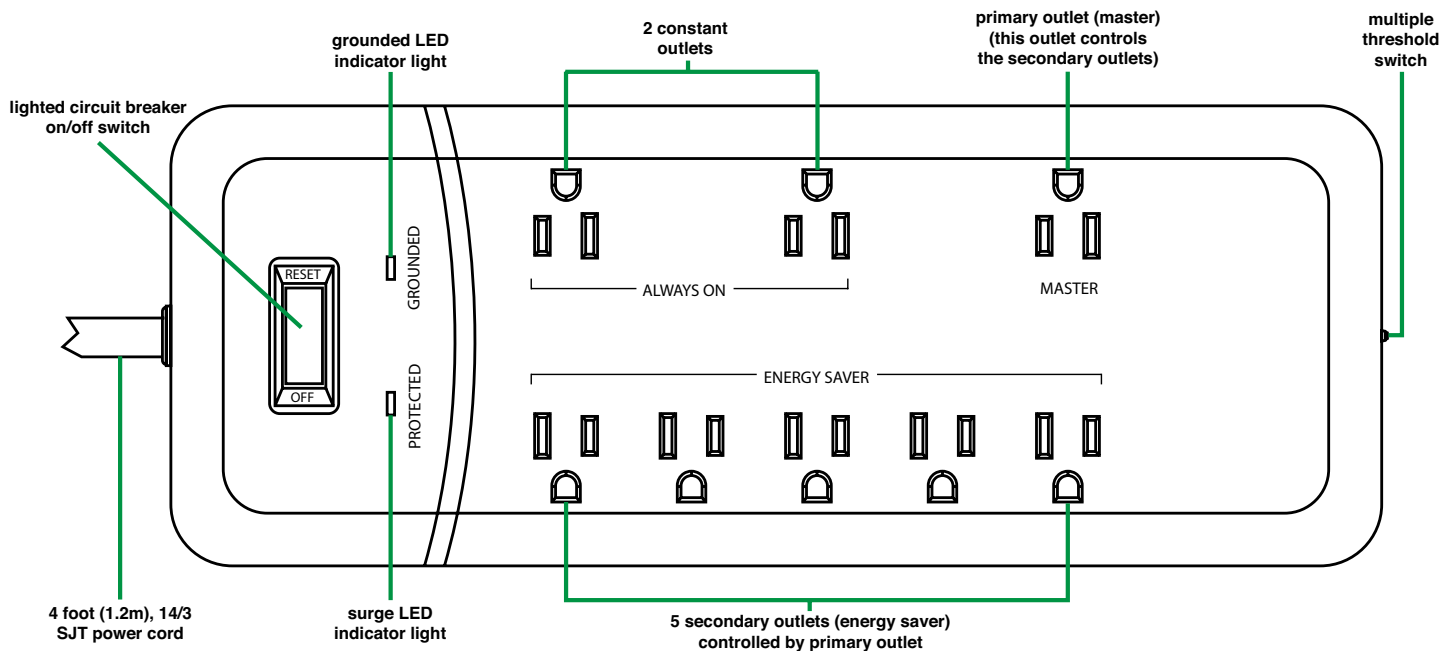 grounded LED
indicator light
2 constant
outlets
primary outlet (master)
(this outlet controls
the secondary outlets)
multiple
threshold
switch
lighted circuit breaker
on/off switch
RESET
OFF
GROUNDED
PROTECTED
ALWAYS ON
MASTER
ENERGY SAVER
4 foot (1.2m), 14/3
SJT power cord
surge LED
indicator light
5 secondary outlets (energy saver)
controlled by primary outlet